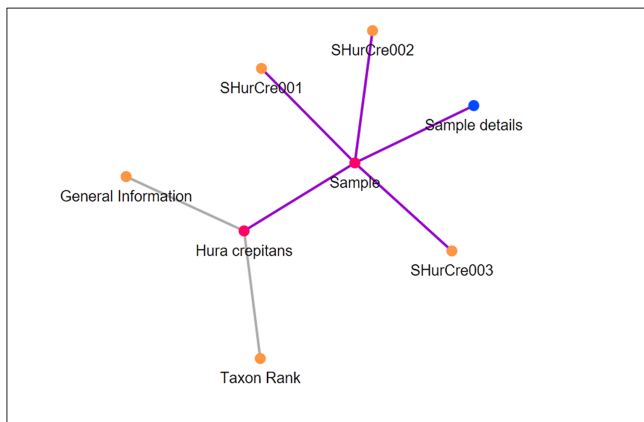 SHurCre002
SHurCre001
Sample details
Sample
General Information
Hura crepitans
SHurCre003
Taxon Rank